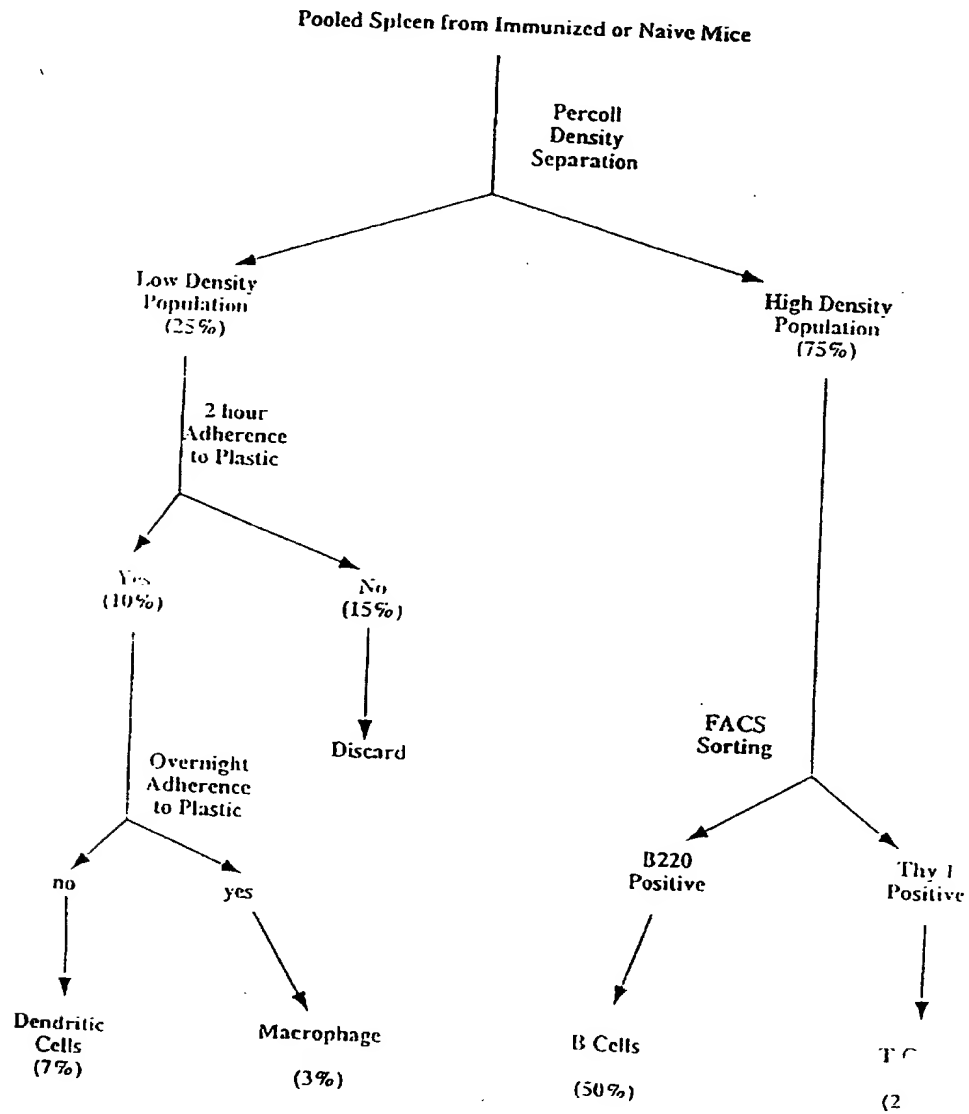 Pooled Spleen from Immunized or Naive Mice
Percoll
Density
Separation
Low Density
Population
(25%)
High Density
Population
(75%)
2 hour
Adherence
to Plastic
Yes
(10%)
No
(15%)
Discard
FACS
Sorting
Overnight
Adherence
to Plastic
no
yes
B220
Positive
Thy 1
Positive
Dendritic
Cells
(7%)
Macrophage
(3%)
B Cells
(50%)
T C
(2